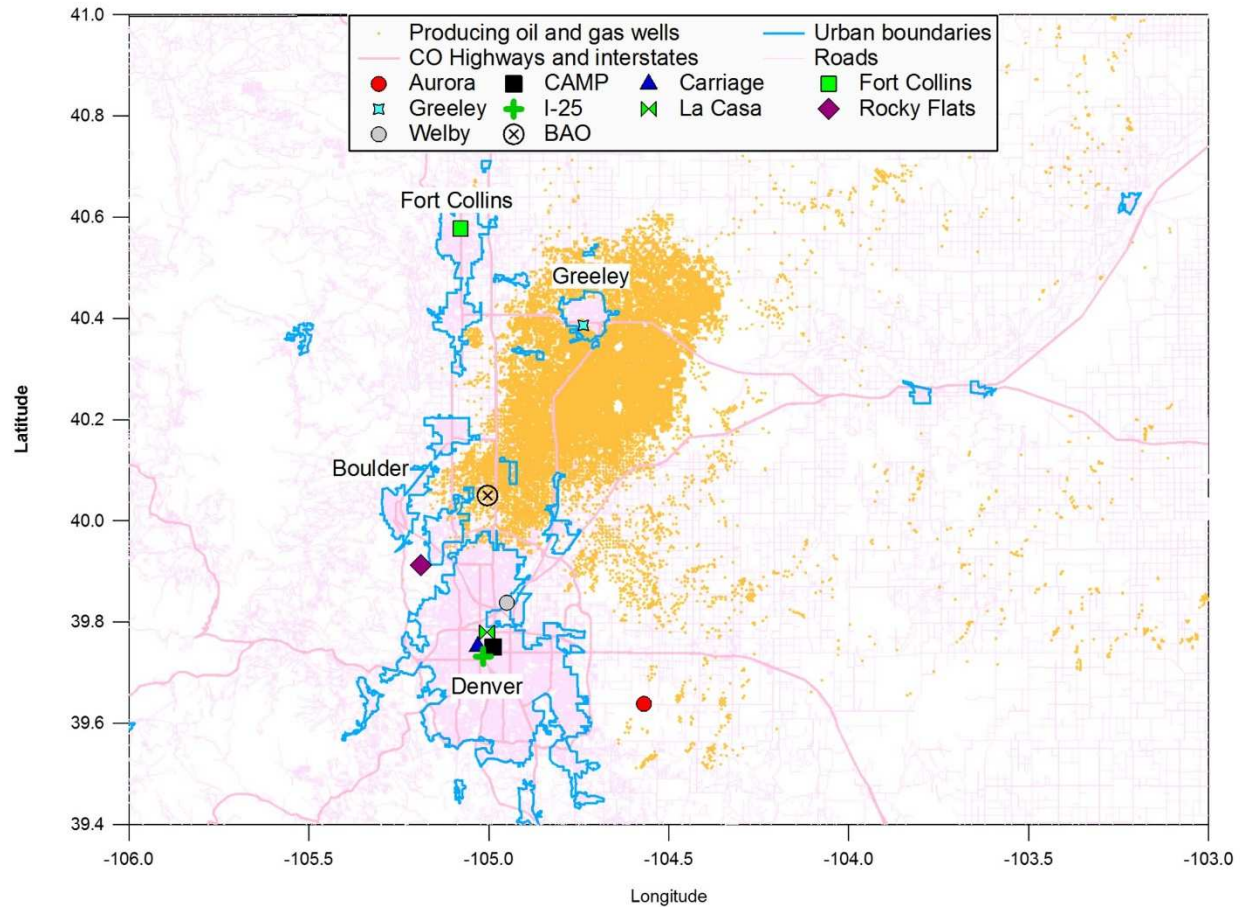 Producing oil and gas wells Urban boundaries
CO Highways and interstates Roads
Aurora CAMP Carriage Fort Collins
Greeley I-25 La Casa Rocky Flats
Welby BAO
Fort Collins
Greeley
Boulder
Denver
41.0
40.8
40.6
40.4
40.2
40.0
39.8
39.6
39.4
Latitude
-106.0 -105.5 -105.0 -104.5 -104.0 -103.5 -103.0
Longitude